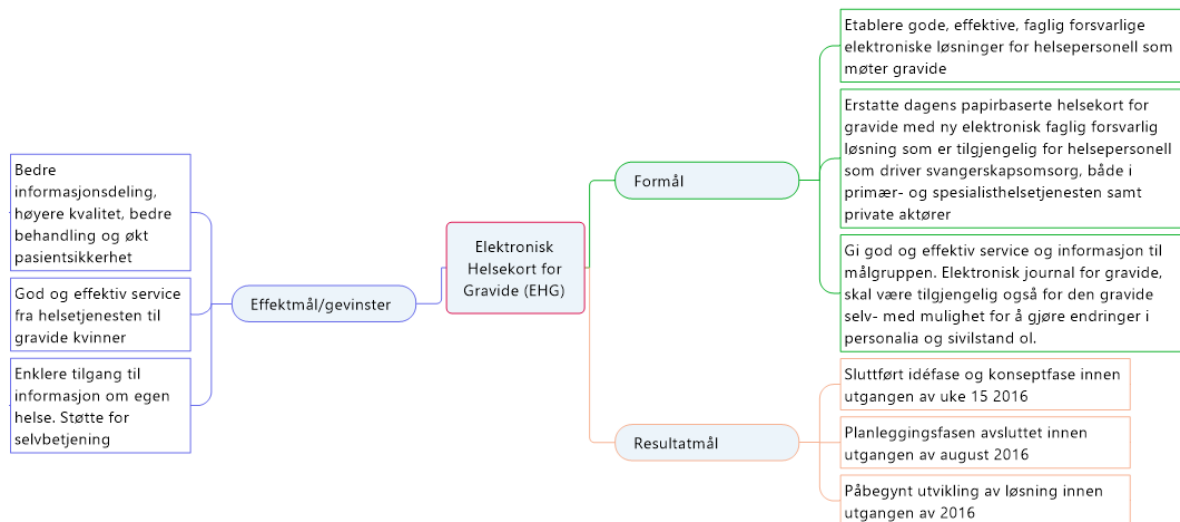 Elektronisk
Helsekort for
Gravide (EHG)
Formål
Etablere gode, effektive, faglig forsvarlige
elektroniske løsninger for helsepersonell som
møter gravide
Erstatte dagens papirbaserte helsekort for
gravide med ny elektronisk faglig forsvarlig
løsning som er tilgjengelig for helsepersonell
som driver svangerskapsomsorg, både i
primær- og spesialisthelsetjenesten samt
private aktører
Gi god og effektiv service og informasjon til
målgruppen. Elektronisk journal for gravide,
skal være tilgjengelig også for den gravide
selv- med mulighet for å gjøre endringer i
personalia og sivilstand ol.
Resultatmål
Sluttført idéfase og konseptfase innen
utgangen av uke 15 2016
Planleggingsfasen avsluttet innen
utgangen av august 2016
Påbegynt utvikling av løsning innen
utgangen av 2016
Effektmål/gevinster
Bedre
informasjonsdeling,
høyere kvalitet, bedre
behandling og økt
pasientsikkerhet
God og effektiv service
fra helsetjenesten til
gravide kvinner
Enklere tilgang til
informasjon om egen
helse. Støtte for
selvbetjening